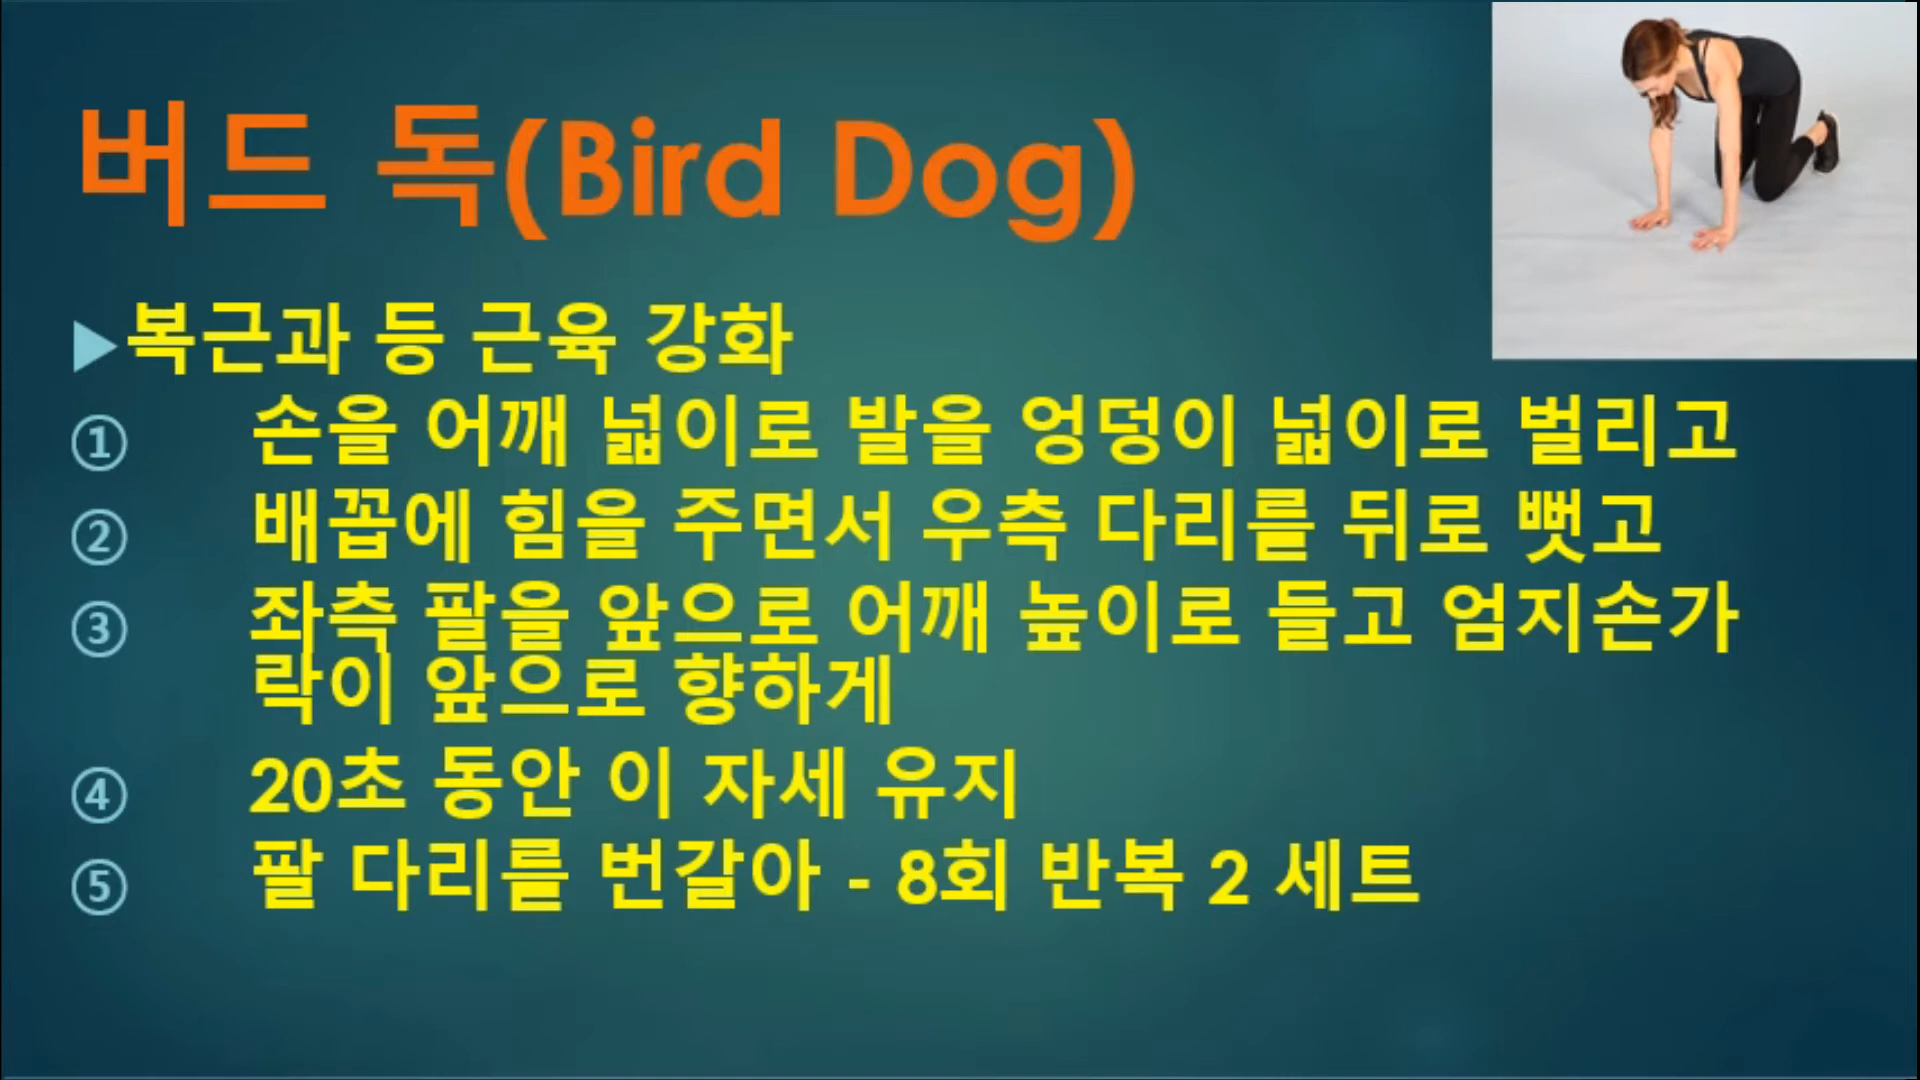 버드 독(Bird Dog)
▶복근과 등 근육 강화
① 손을 어깨 넓이로 발을 엉덩이 넓이로 벌리고
② 배꼽에 힘을 주면서 우측 다리를 뒤로 뻣고
③ 좌측 팔을 앞으로 어깨 높이로 들고 엄지손가
락이 앞으로 향하게
④ 20초 동안 이 자세 유지
⑤ 팔 다리를 번갈아 - 8회 반복 2 세트